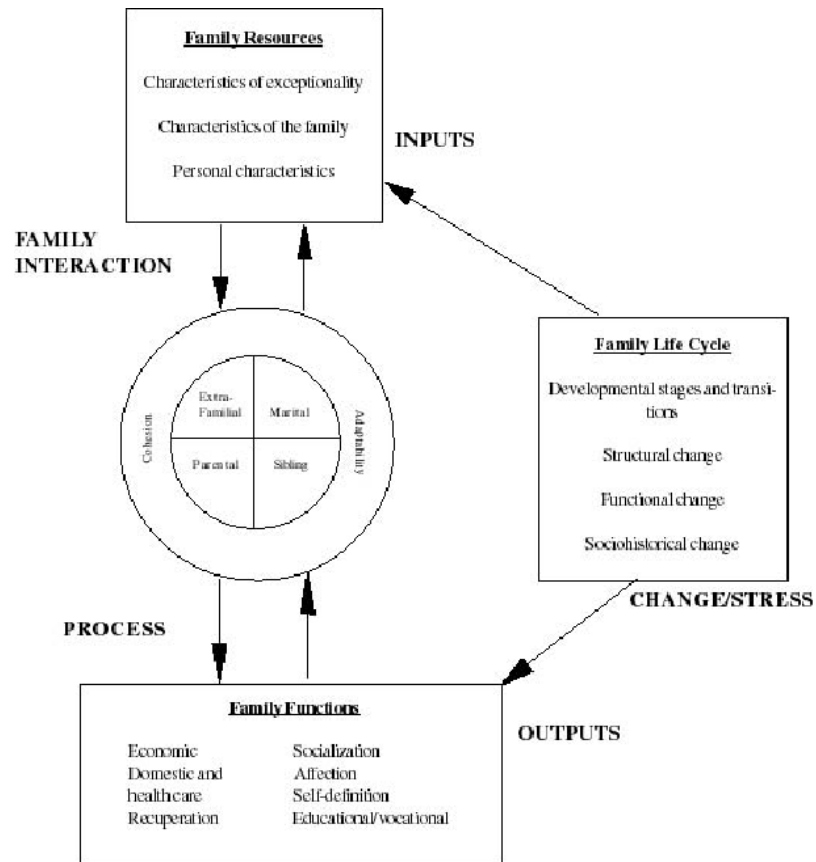 Family Resources
Characteristics of exceptionality
Characteristics of the family
Personal characteristics
INPUTS
FAMILY
INTERACTION
Family Life Cycle
Developmental stages and transi-
tions
Structural change
Functional change
Sociohistorical change
Cohesion
Extra-
Familial
Marital
Parental
Sibling
Adaptability
CHANGE/STRESS
PROCESS
Family Functions
Economic
Domestic and
health care
Recuperation
Socialization
Affection
Self-definition
Educational/vocational
OUTPUTS